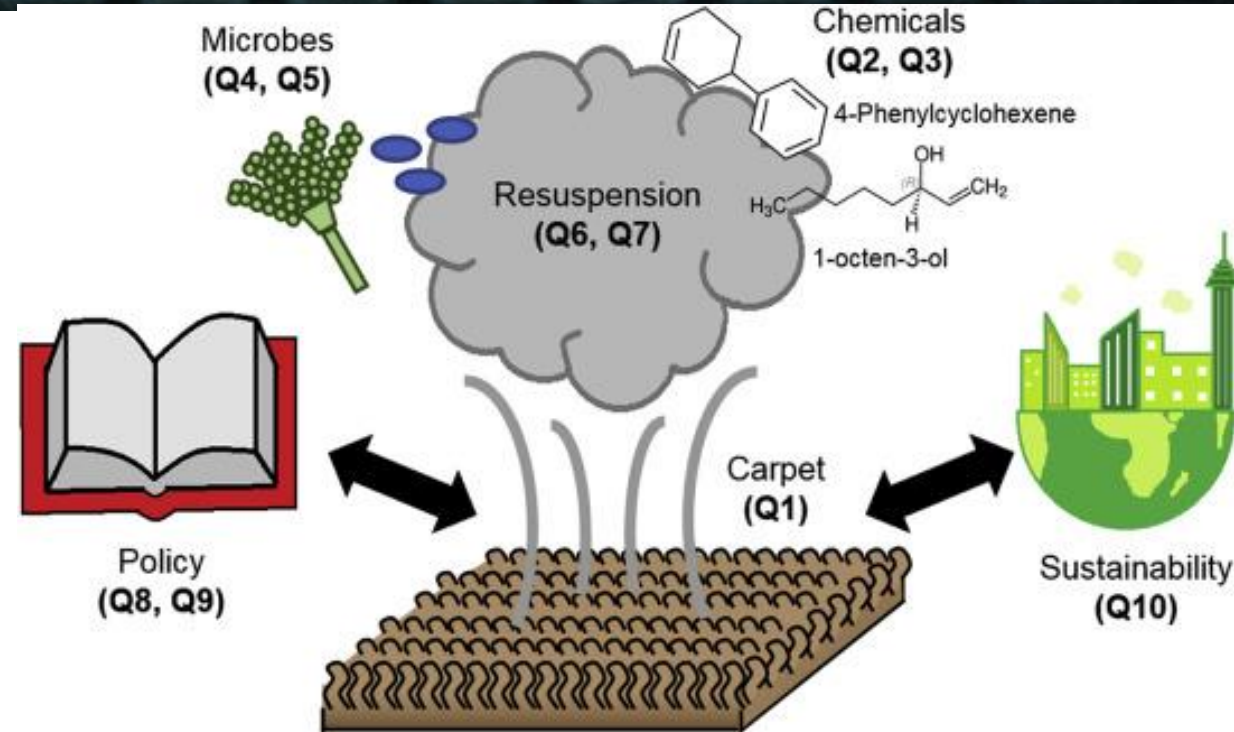 Microbes
(Q4, Q5)
Chemicals
(Q2, Q3)
4-Phenylcyclohexene
OH
(R)
H₃C
CH₂
H
1-octen-3-ol
Resuspension
(Q6, Q7)
Carpet
(Q1)
Policy
(Q8, Q9)
Sustainability
(Q10)